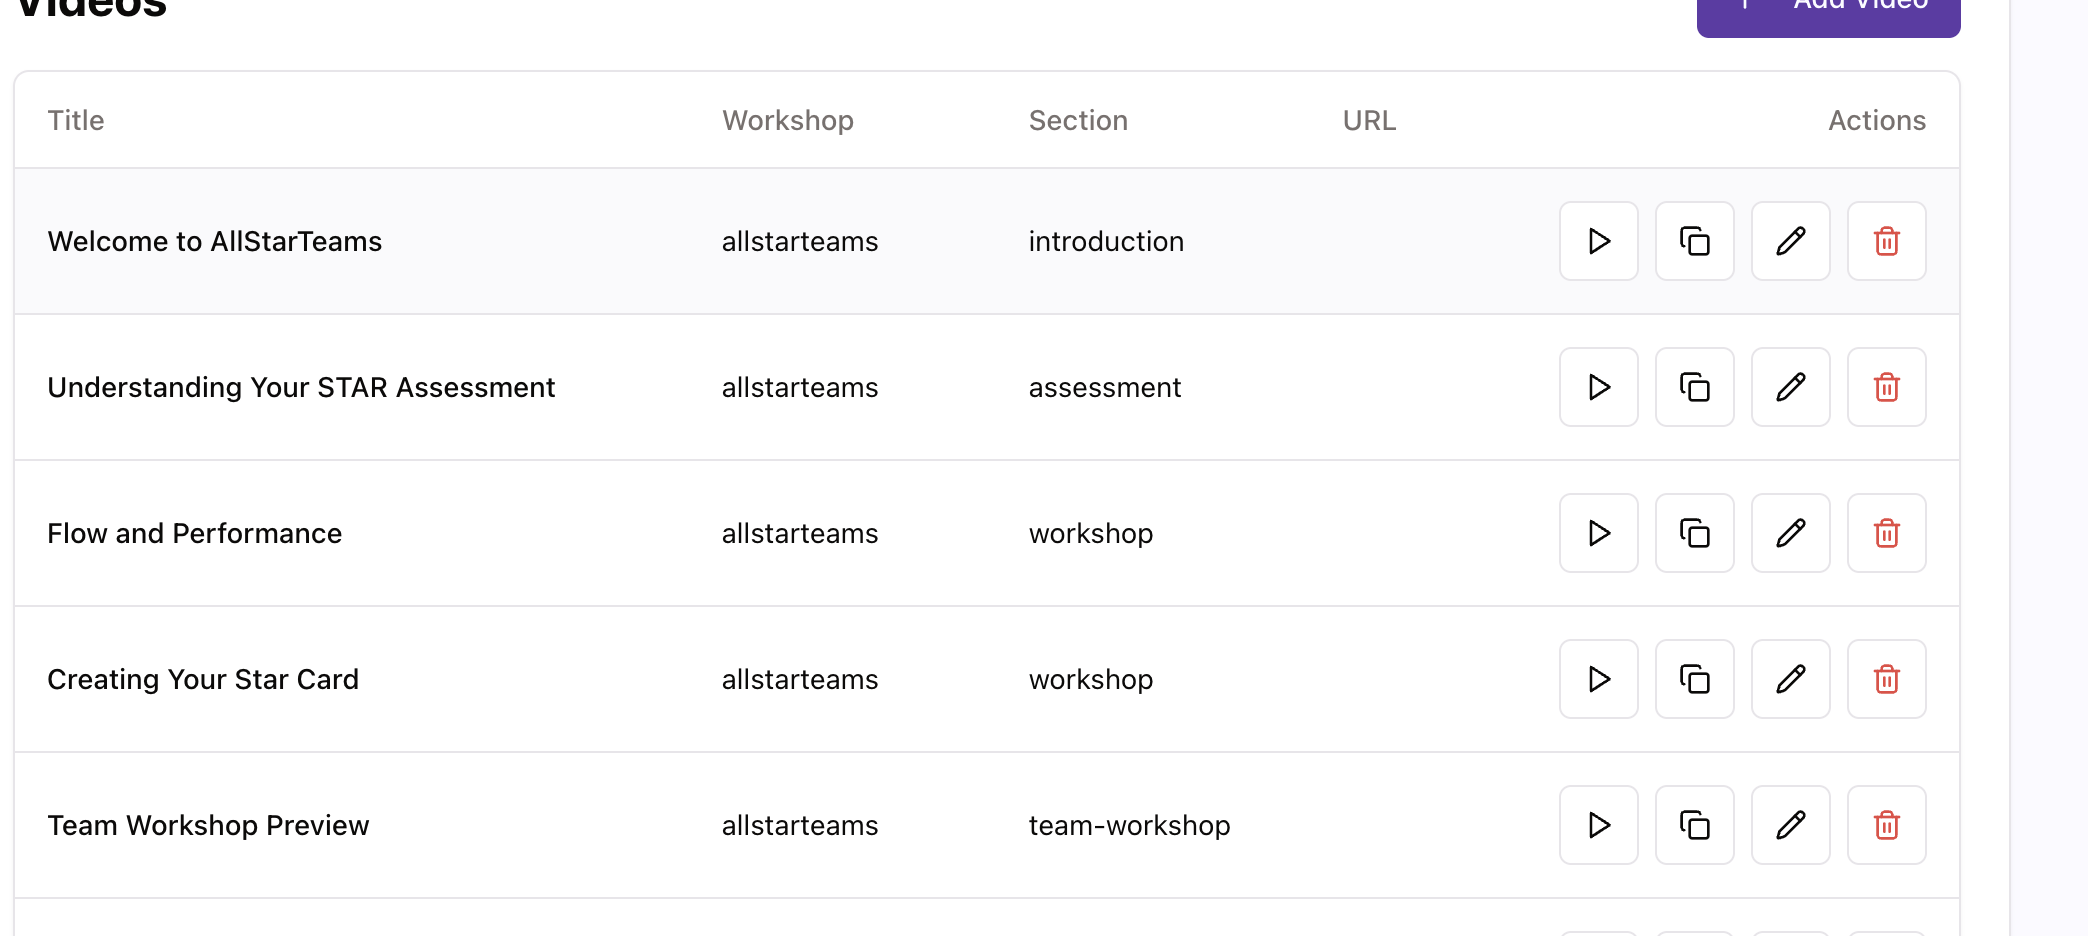 Videos
Add Video
Title Workshop Section URL Actions
Welcome to AllStarTeams allstarteams introduction
Understanding Your STAR Assessment allstarteams assessment
Flow and Performance allstarteams workshop
Creating Your Star Card allstarteams workshop
Team Workshop Preview allstarteams team-workshop